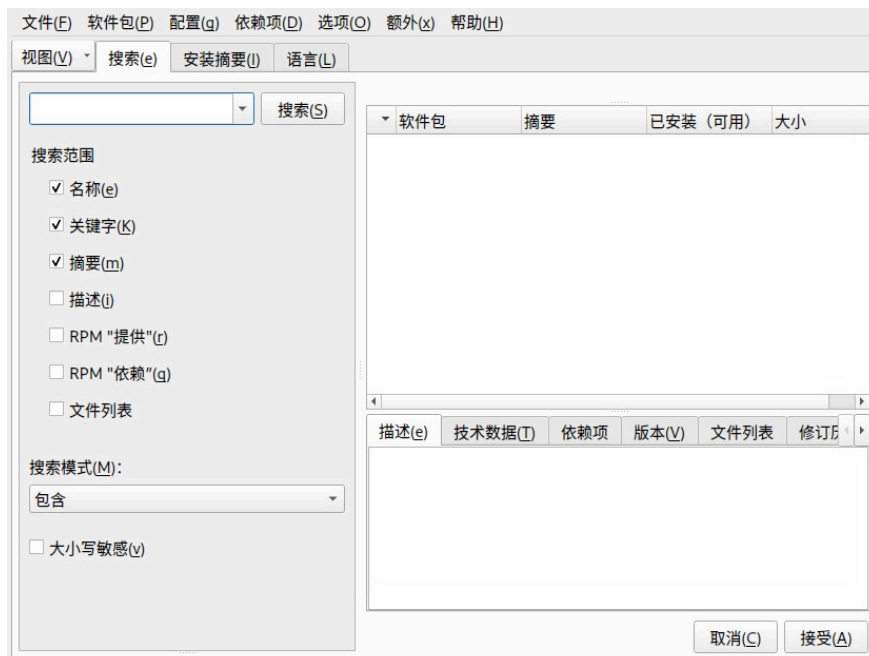 文件(F) 软件包(P) 配置(g) 依赖项(D) 选项(O) 额外(x) 帮助(H)
视图(V) 搜索(e) 安装摘要(I) 语言(L)
搜索(S)
搜索范围
名称(e)
关键字(K)
摘要(m)
描述(i)
RPM "提供"(r)
RPM "依赖"(q)
文件列表
搜索模式(M):
包含
大小写敏感(v)
软件包 摘要 已安装（可用） 大小
描述(e) 技术数据(T) 依赖项 版本(V) 文件列表 修订
取消(C) 接受(A)